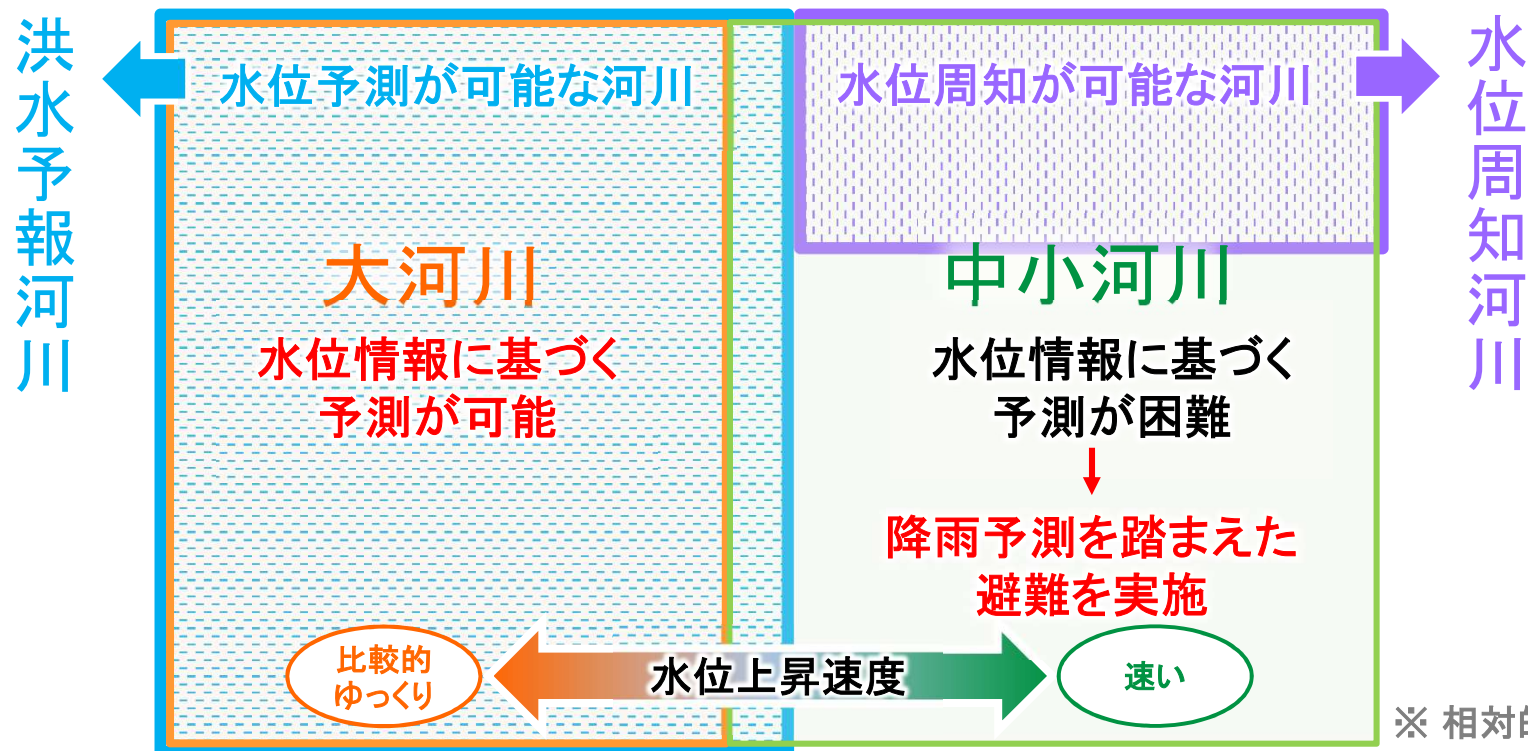 洪水予報河川
水位予測が可能な河川
水位周知が可能な河川
水位周知河川
大河川
水位情報に基づく
予測が可能
中小河川
水位情報に基づく
予測が困難
降雨予測を踏まえた
避難を実施
比較的
ゆっくり
水位上昇速度
速い
※ 相対的